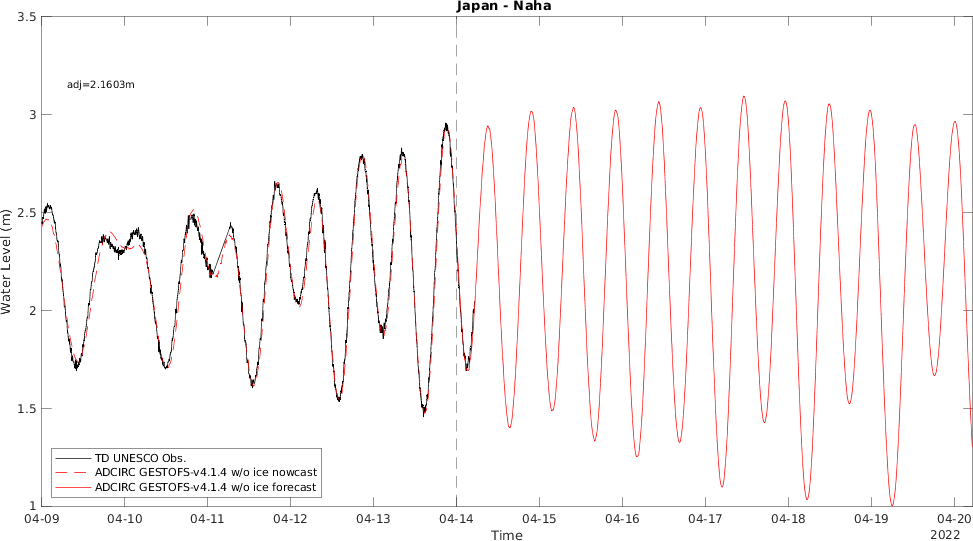 Japan - Naha
3.5
3
2.5
2
1.5
1
Water Level (m)
adj=2.1603m
TD UNESCO Obs.
ADCIRC GESTOFS-v4.1.4 w/o ice nowcast
ADCIRC GESTOFS-v4.1.4 w/o ice forecast
04-09 04-10 04-11 04-12 04-13 04-14 04-15 04-16 04-17 04-18 04-19 04-20
Time
2022